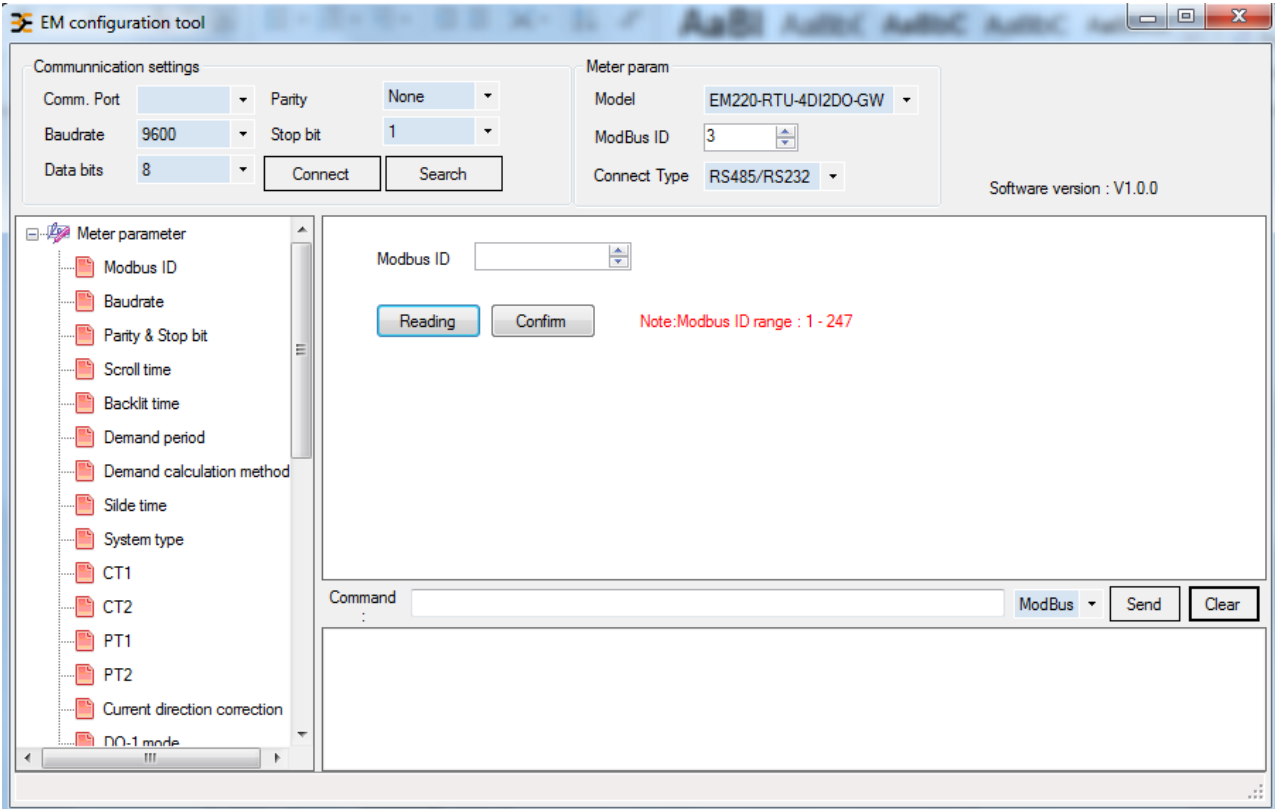 EM configuration tool
AaBl AaBbC AaBbC AaBbC
Communnication settings
Comm. Port Parity None
Baudrate 9600 Stop bit 1
Data bits 8 Connect Search
Meter param
Model EM220-RTU-4DI2DO-GW
ModBus ID 3
Connect Type RS485/RS232
Software version : V1.0.0
Meter parameter
Modbus ID
Baudrate
Parity & Stop bit
Scroll time
Backlit time
Demand period
Demand calculation method
Silde time
System type
CT1
CT2
PT1
PT2
Current direction correction
DO-1 mode
Modbus ID
Reading Confirm Note:Modbus ID range : 1 - 247
Command : ModBus Send Clear